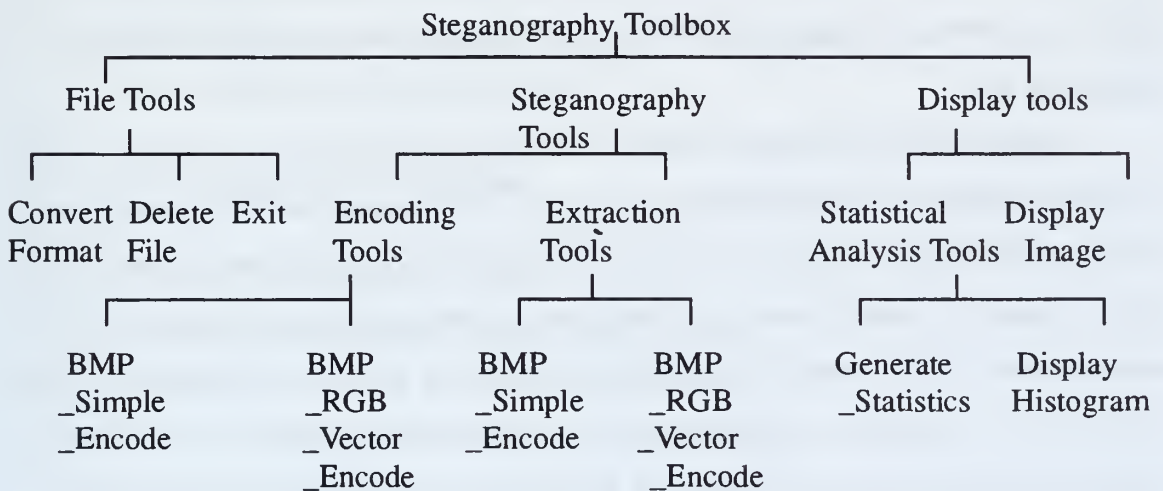 Steganography Toolbox
File Tools
Steganography
Tools
Display tools
Convert
Format
Delete
File
Exit
Encoding
Tools
Extraction
Tools
Statistical
Analysis Tools
Display
Image
BMP
_Simple
_Encode
BMP
_RGB
_Vector
_Encode
BMP
_Simple
_Encode
BMP
_RGB
_Vector
_Encode
Generate
_Statistics
Display
Histogram